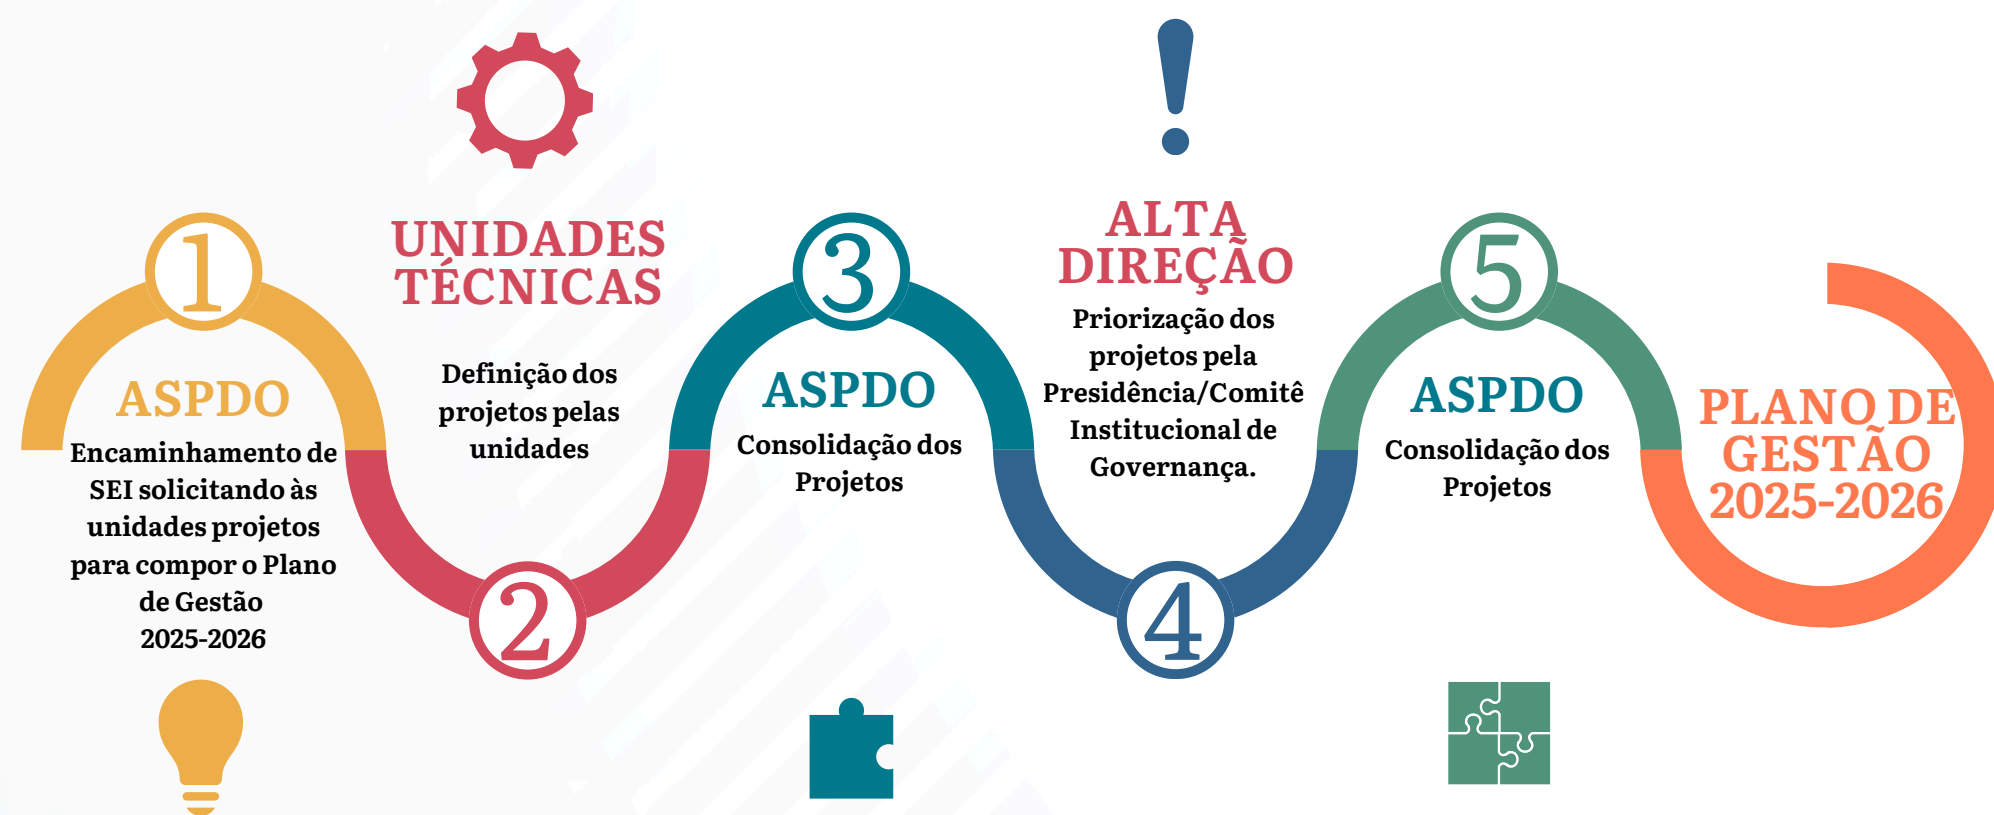 1
ASPDO
Encaminhamento de
SEI solicitando às
unidades projetos
para compor o Plano
de Gestão
2025-2026
UNIDADES
TÉCNICAS
Definição dos
projetos pelas
unidades
2
3
ASPDO
Consolidação dos
Projetos
ALTA
DIREÇÃO
Priorização dos
projetos pela
Presidência/Comitê
Institucional de
Governança.
4
5
ASPDO
Consolidação dos
Projetos
PLANO DE
GESTÃO
2025-2026